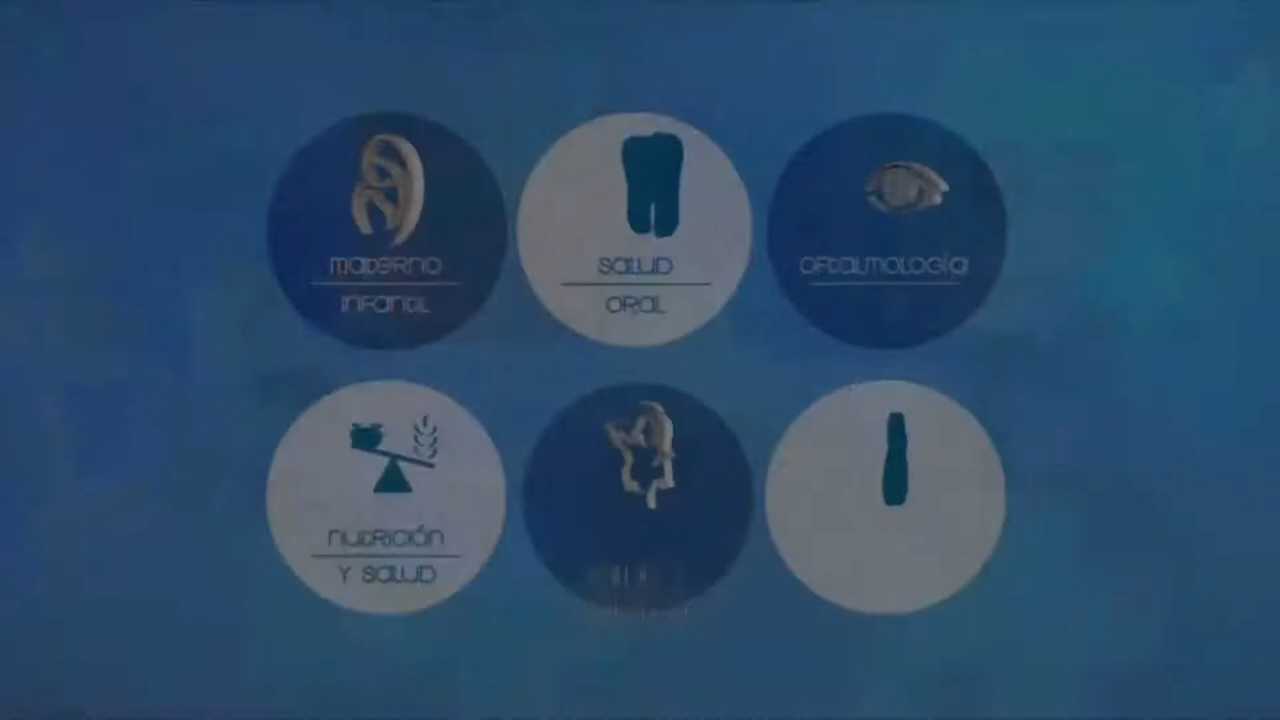 materno
infantil
salud
oral
oftalmología
nutrición
y salud